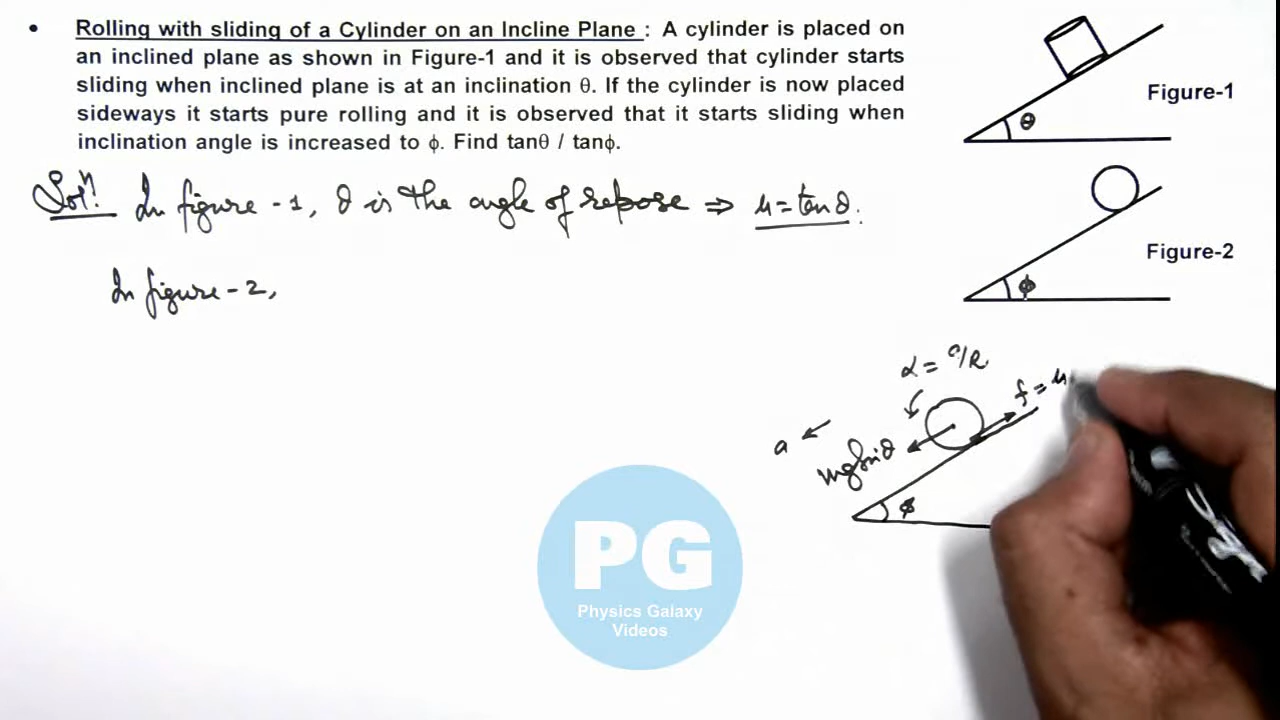 • Rolling with sliding of a Cylinder on an Incline Plane : A cylinder is placed on
an inclined plane as shown in Figure-1 and it is observed that cylinder starts
sliding when inclined plane is at an inclination θ. If the cylinder is now placed
sideways it starts pure rolling and it is observed that it starts sliding when
inclination angle is increased to ϕ. Find tanθ / tanϕ.
θ
Figure-1
Solⁿ: In figure-1, θ is the angle of repose ⇒ μ=tanθ.
Figure-2
ϕ
In figure-2,
α = a/R
f = μ
a
mgsinθ
ϕ
PG
Physics Galaxy
Videos